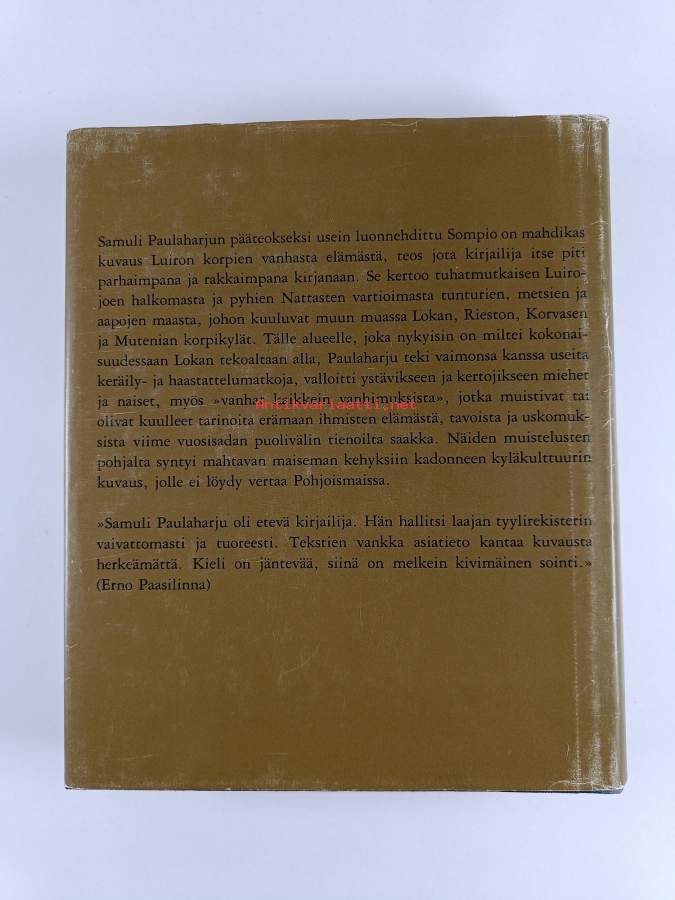 Samuli Paulaharjun pääteokseksi usein luonnehdittu Sompio on mahdikas
kuvaus Luiron korpien vanhasta elämästä, teos jota kirjailija itse piti
parhaimpana ja rakkaimpana kirjanaan. Se kertoo tuhatmutkaisen Luiro-
joen halkomasta ja pyhien Nattasten vartioimasta tunturien, metsien ja
aapojen maasta, johon kuuluvat muun muassa Lokan, Rieston, Korvasen
ja Mutenian korpikylät. Tälle alueelle, joka nykyisin on miltei kokonai-
suudessaan Lokan tekoaltaan alla, Paulaharju teki vaimonsa kanssa useita
keräily- ja haastattelumatkoja, valloitti ystävikseen ja kertojikseen miehet
ja naiset, myös »vanhat kaikkein vanhimuksista», jotka muistivat tai
Antikvariaatti.net
olivat kuulleet tarinoita erämaan ihmisten elämästä, tavoista ja uskomuk-
sista viime vuosisadan puolivälin tienoilta saakka. Näiden muistelusten
pohjalta syntyi mahtavan maiseman kehyksiin kadonneen kyläkulttuurin
kuvaus, jolle ei löydy vertaa Pohjoismaissa.
»Samuli Paulaharju oli etevä kirjailija. Hän hallitsi laajan tyylirekisterin
vaivattomasti ja tuoreesti. Tekstien vankka asiatieto kantaa kuvausta
herkeämättä. Kieli on jäntevää, siinä on melkein kivimäinen sointi.»
(Erno Paasilinna)